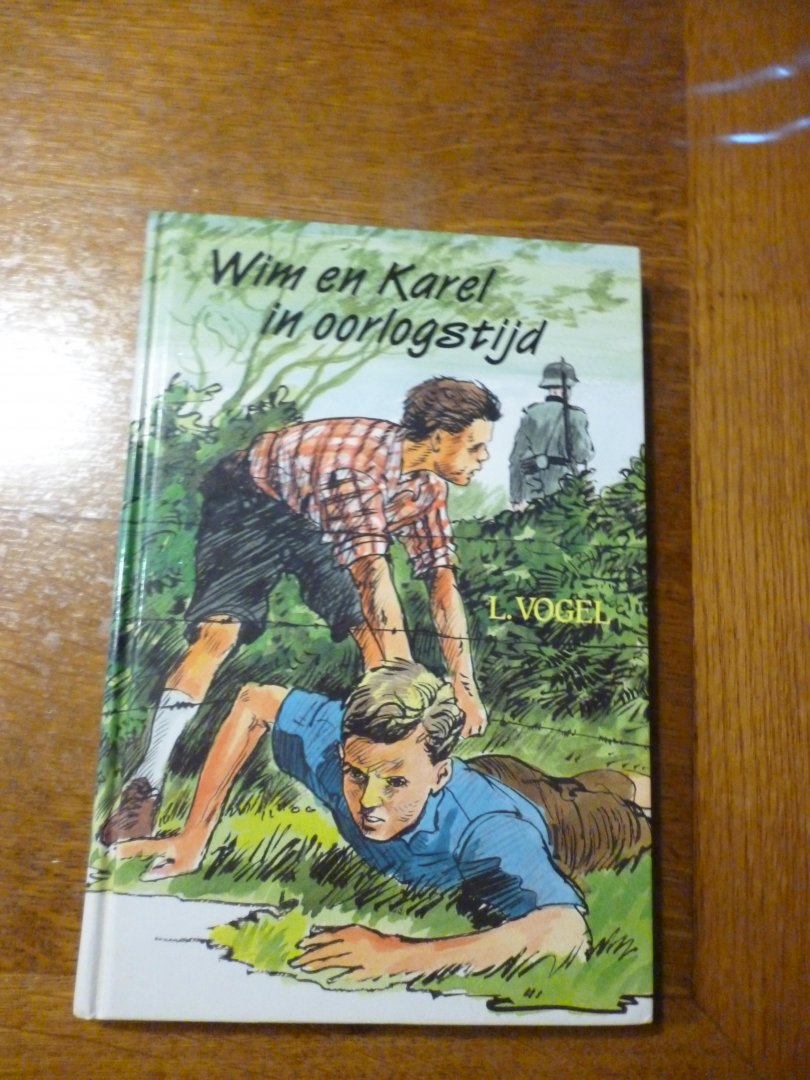 Wim en Karel
in oorlogstijd
L. VOGEL